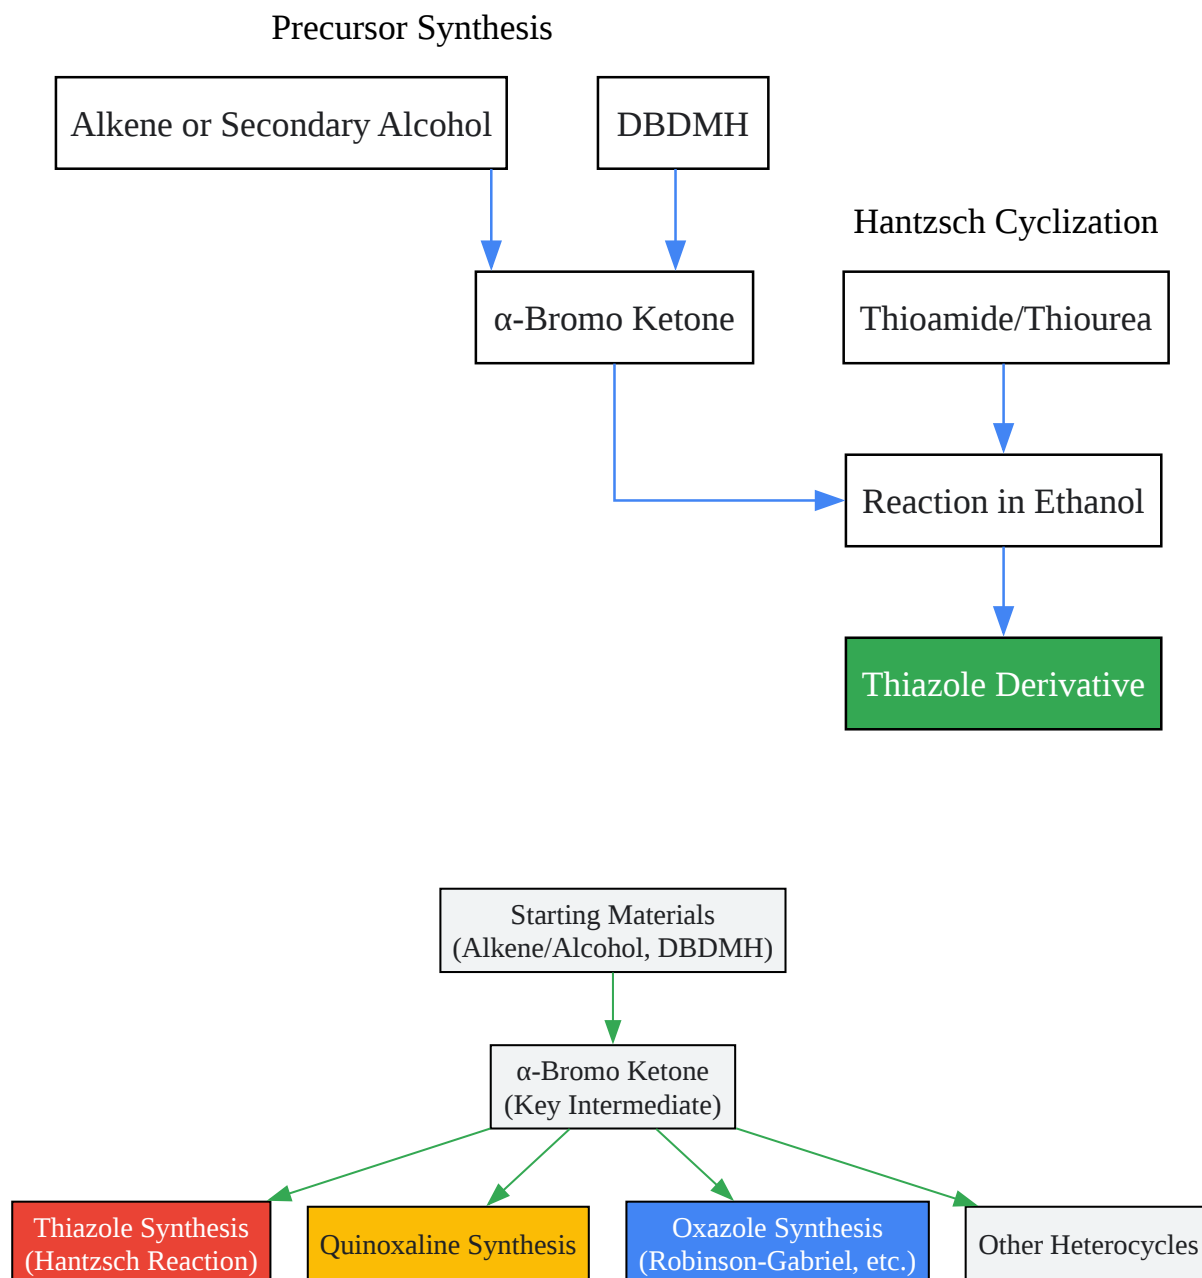 Precursor Synthesis
Alkene or Secondary Alcohol
DBDMH
Hantzsch Cyclization
α-Bromo Ketone
Thioamide/Thiourea
Reaction in Ethanol
Thiazole Derivative
Starting Materials
(Alkene/Alcohol, DBDMH)
α-Bromo Ketone
(Key Intermediate)
Thiazole Synthesis
(Hantzsch Reaction)
Quinoxaline Synthesis
Oxazole Synthesis
(Robinson-Gabriel, etc.)
Other Heterocycles